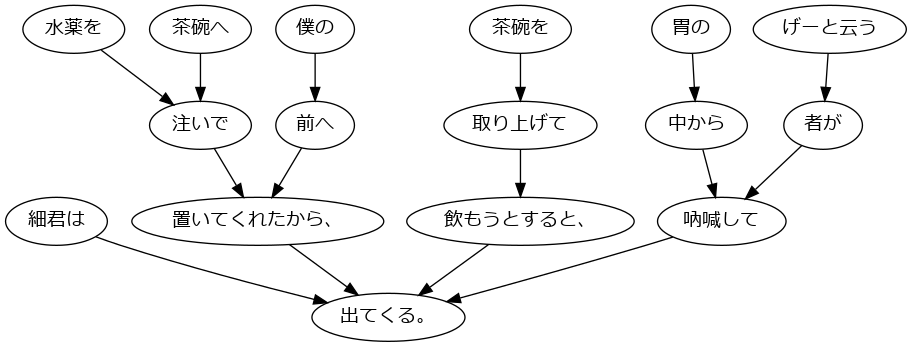 水薬を
茶碗へ
僕の
茶碗を
胃の
げーと云う
注いで
前へ
取り上げて
中から
者が
細君は
置いてくれたから、
飲もうとすると、
吶喊して
出てくる。